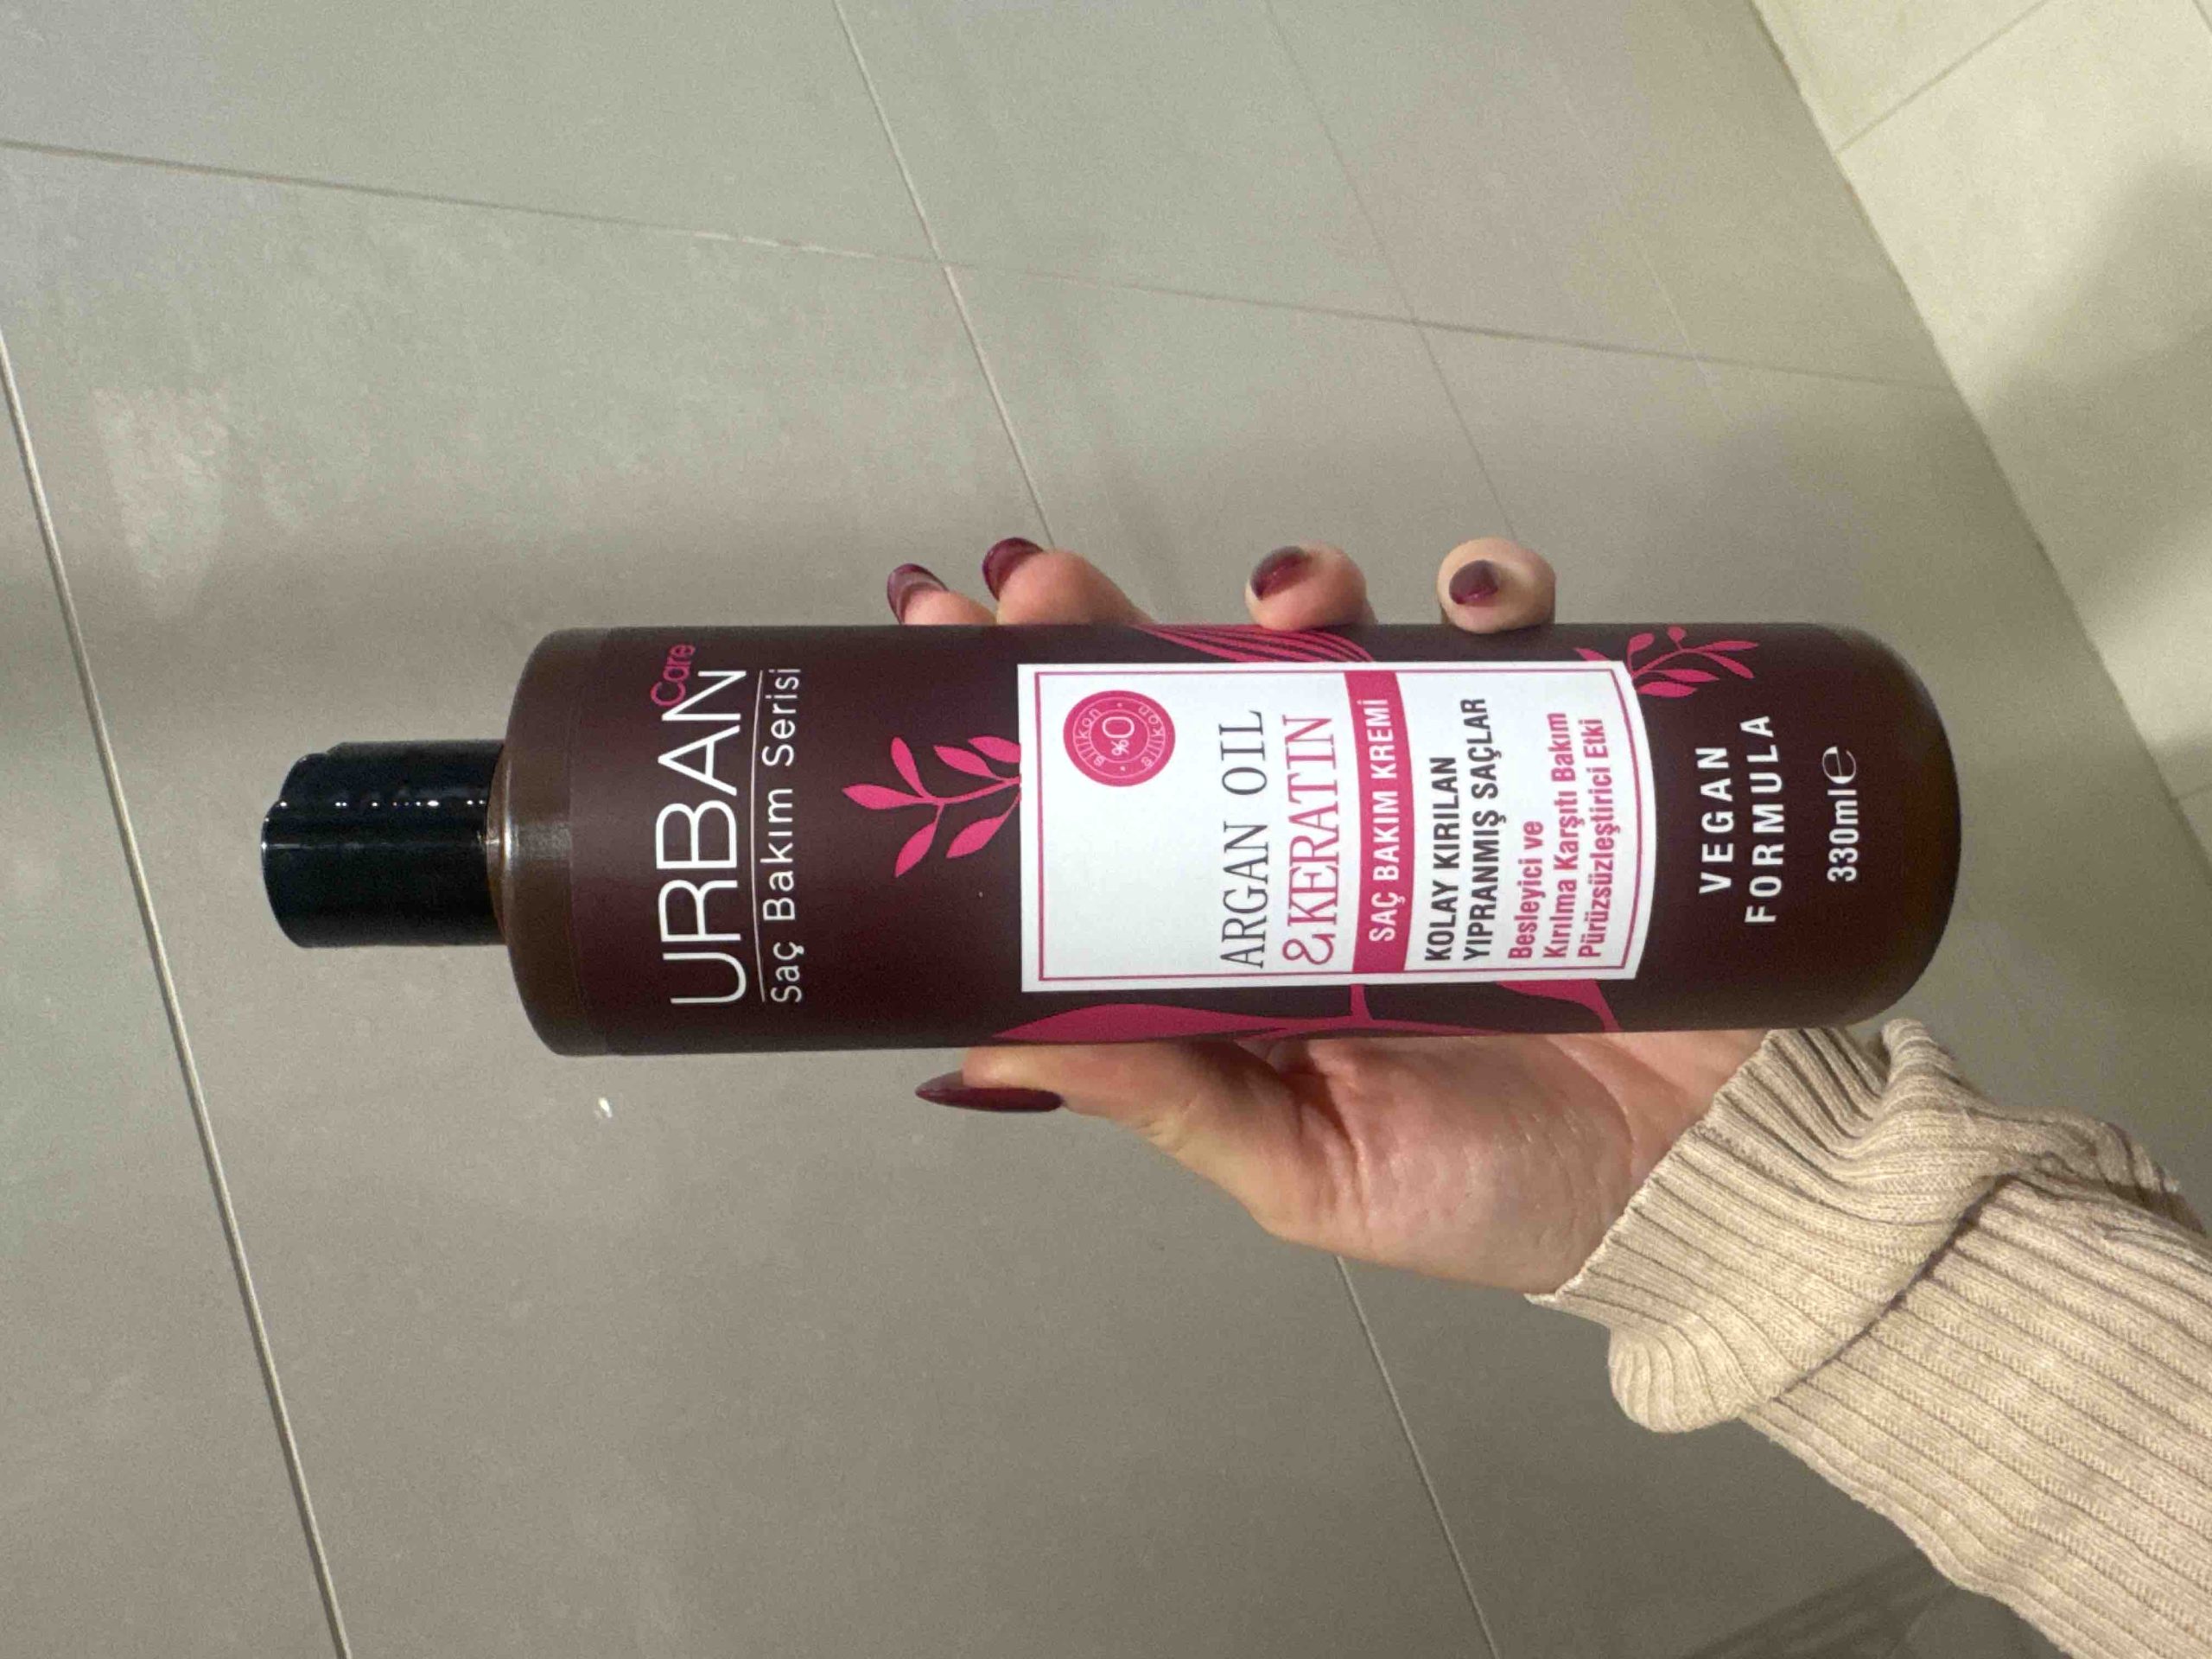 URBAN Care
Saç Bakım Serisi
silikon
%0
silikon
ARGAN OIL
&KERATIN
SAÇ BAKIM KREMİ
KOLAY KIRILAN
YIPRANMIŞ SAÇLAR
Besleyici ve
Kırılma Karşıtı Bakım
Pürüzsüzleştirici Etki
VEGAN
FORMULA
330ml℮